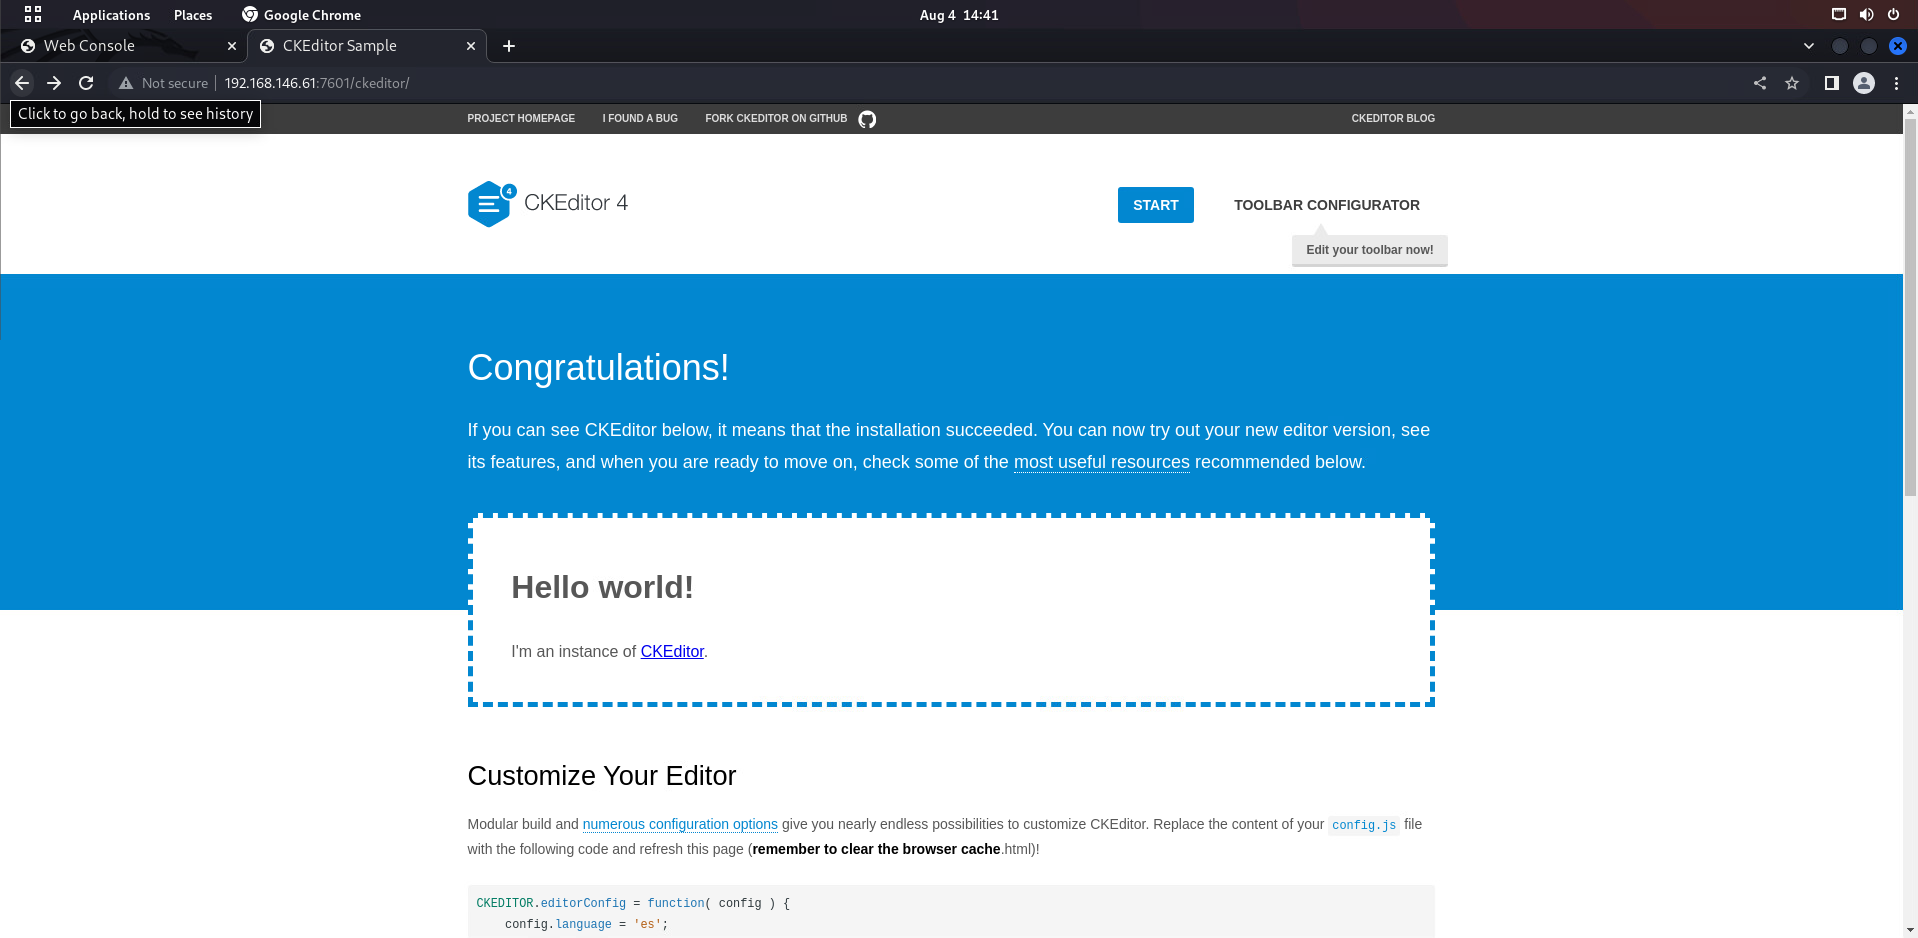 Applications Places Google Chrome Aug 4 14:41
Web Console CKEditor Sample
Not secure 192.168.146.61:7601/ckeditor/
Click to go back, hold to see history
PROJECT HOMEPAGE I FOUND A BUG FORK CKEDITOR ON GITHUB CKEDITOR BLOG
4 CKEditor 4 START TOOLBAR CONFIGURATOR
Edit your toolbar now!
Congratulations!
If you can see CKEditor below, it means that the installation succeeded. You can now try out your new editor version, see
its features, and when you are ready to move on, check some of the most useful resources recommended below.
Hello world!
I'm an instance of CKEditor.
Customize Your Editor
Modular build and numerous configuration options give you nearly endless possibilities to customize CKEditor. Replace the content of your config.js file
with the following code and refresh this page (remember to clear the browser cache.html)!
CKEDITOR.editorConfig = function( config ) {
config.language = 'es';